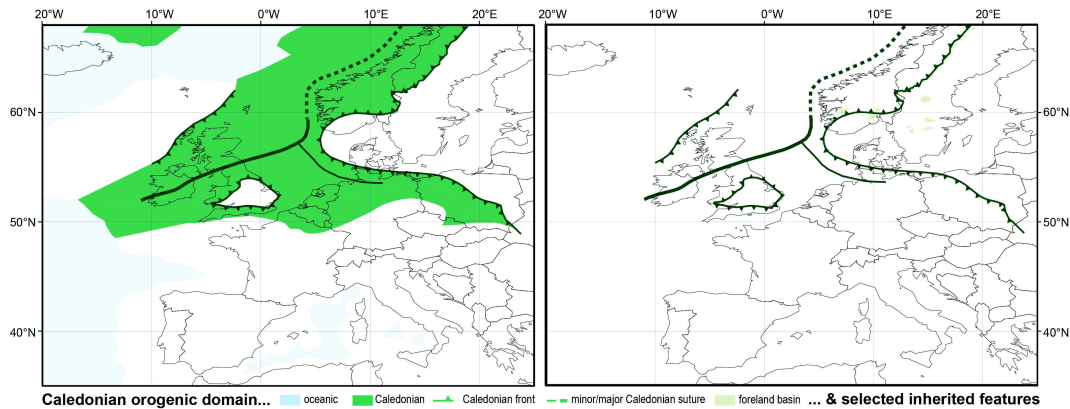 20°W 10°W 0°W 10°E 20°E 10°W 0°W 10°E 20°E
60°N 60°N
50°N 50°N
40°N 40°N
Caledonian orogenic domain... oceanic Caledonian Caledonian front minor/major Caledonian suture foreland basin ... & selected inherited features